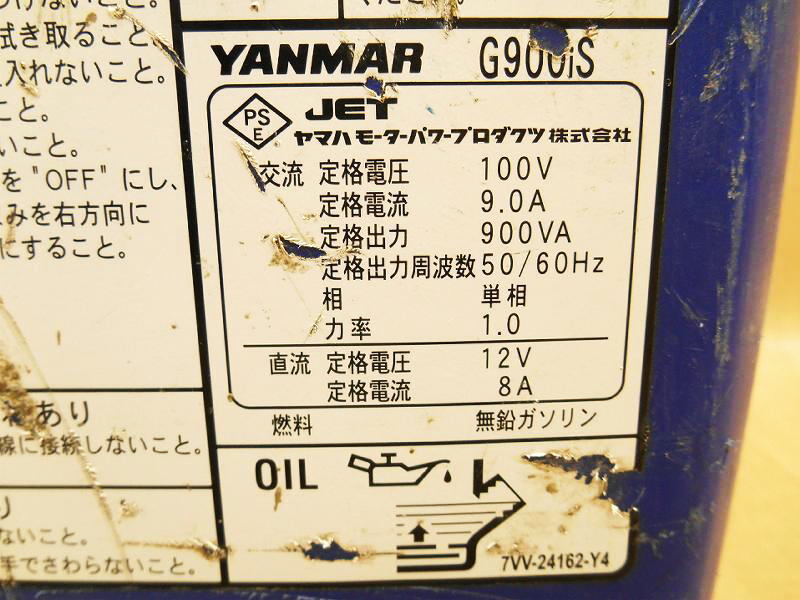 拭き取ること。
入れないこと。
こと。
いこと。
を"OFF"にし、
みを右方向に
にすること。
YANMAR G900iS
PS
E
JET
ヤマハモーターパワープロダクツ株式会社
交流 定格電圧 100V
定格電流 9.0A
定格出力 900VA
定格出力周波数 50/60Hz
相 単相
力率 1.0
直流 定格電圧 12V
定格電流 8A
燃料 無鉛ガソリン
あり
線に接続しないこと。
ないこと。
手でさわらないこと。
OIL
7VV-24162-Y4